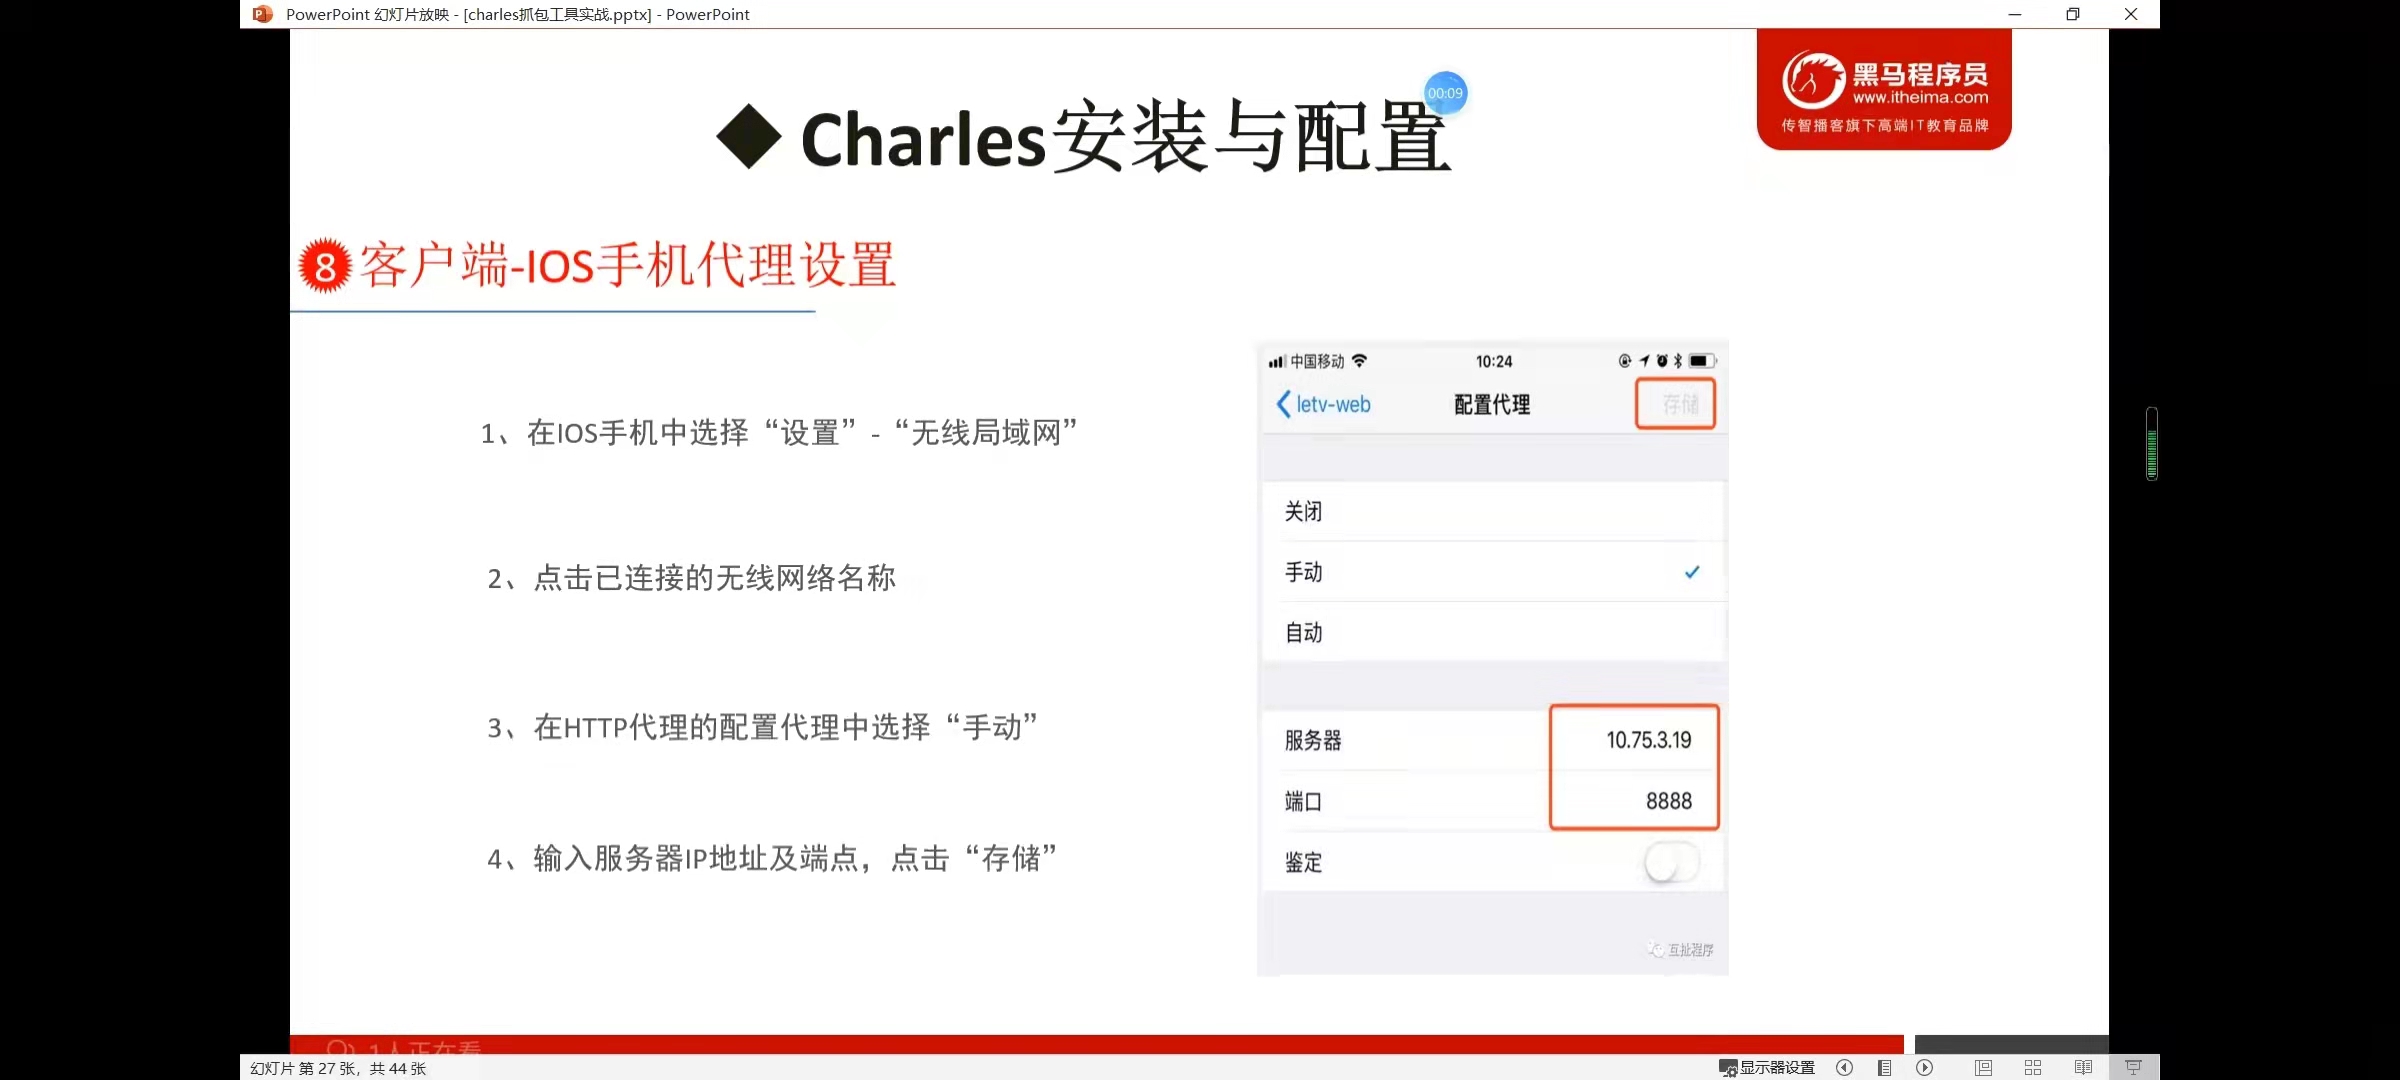 PowerPoint 幻灯片放映 - [charles抓包工具实战.pptx] - PowerPoint
黑马程序员
www.itheima.com
传智播客旗下高端IT教育品牌
00:09
◆ Charles安装与配置
8 客户端-IOS手机代理设置
1、在IOS手机中选择“设置”-“无线局域网”
2、点击已连接的无线网络名称
3、在HTTP代理的配置代理中选择“手动”
4、输入服务器IP地址及端点，点击“存储”
中国移动 10:24
letv-web 配置代理 存储
关闭
手动
自动
服务器 10.75.3.19
端口 8888
鉴定
互扯程序
1人正在看
幻灯片 第 27 张，共 44 张 显示器设置